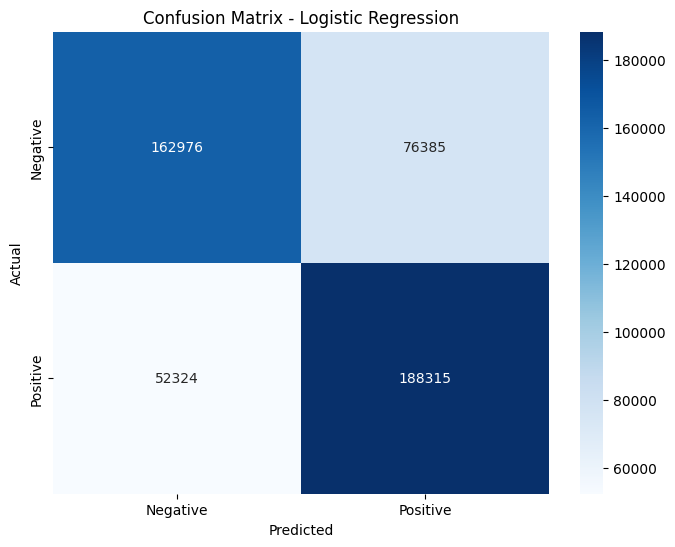 Confusion Matrix - Logistic Regression
Negative
162976
76385
Positive
52324
188315
Actual
Negative
Positive
Predicted
180000
160000
140000
120000
100000
80000
60000